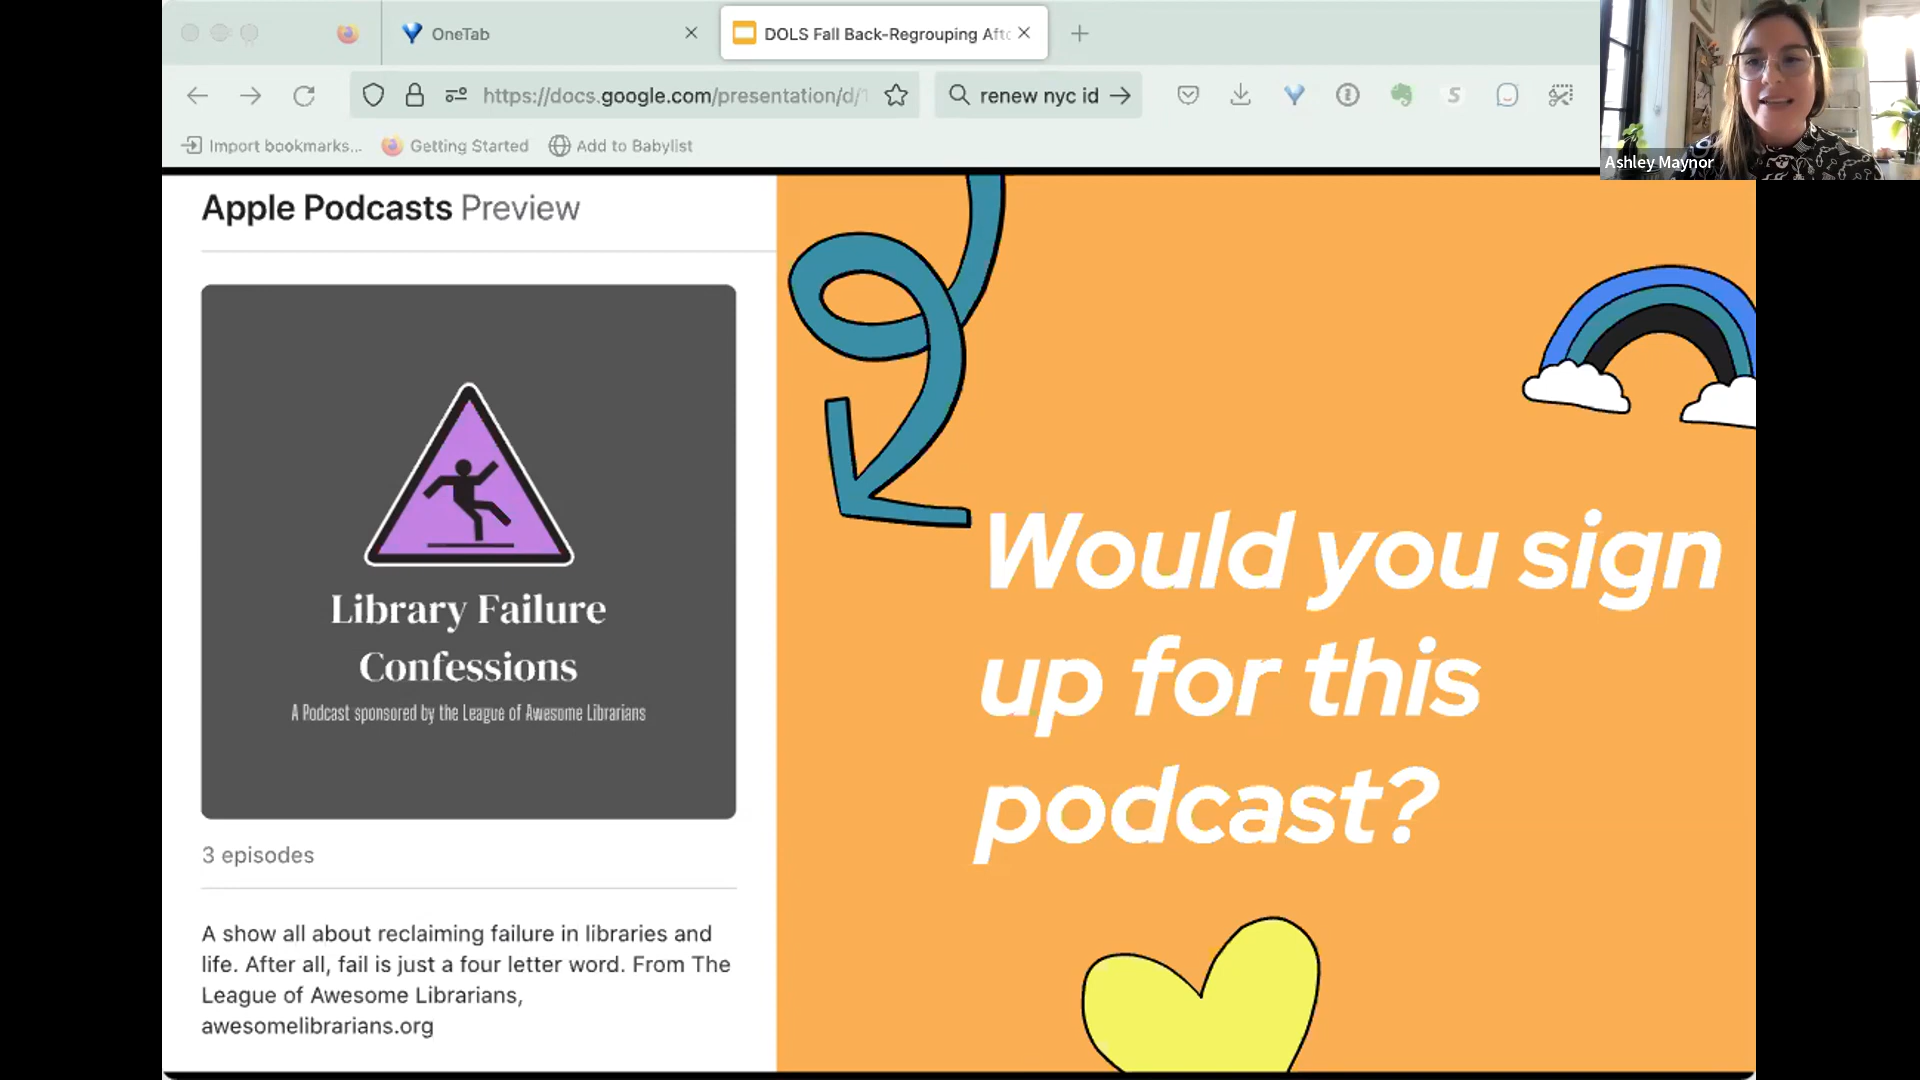 OneTab
DOLS Fall Back-Regrouping Aft
https://docs.google.com/presentation/d/
renew nyc id
Import bookmarks...
Getting Started
Add to Babylist
Ashley Maynor
Apple Podcasts Preview
Library Failure
Confessions
A Podcast sponsored by the League of Awesome Librarians
3 episodes
A show all about reclaiming failure in libraries and
life. After all, fail is just a four letter word. From The
League of Awesome Librarians,
awesomelibrarians.org
Would you sign
up for this
podcast?